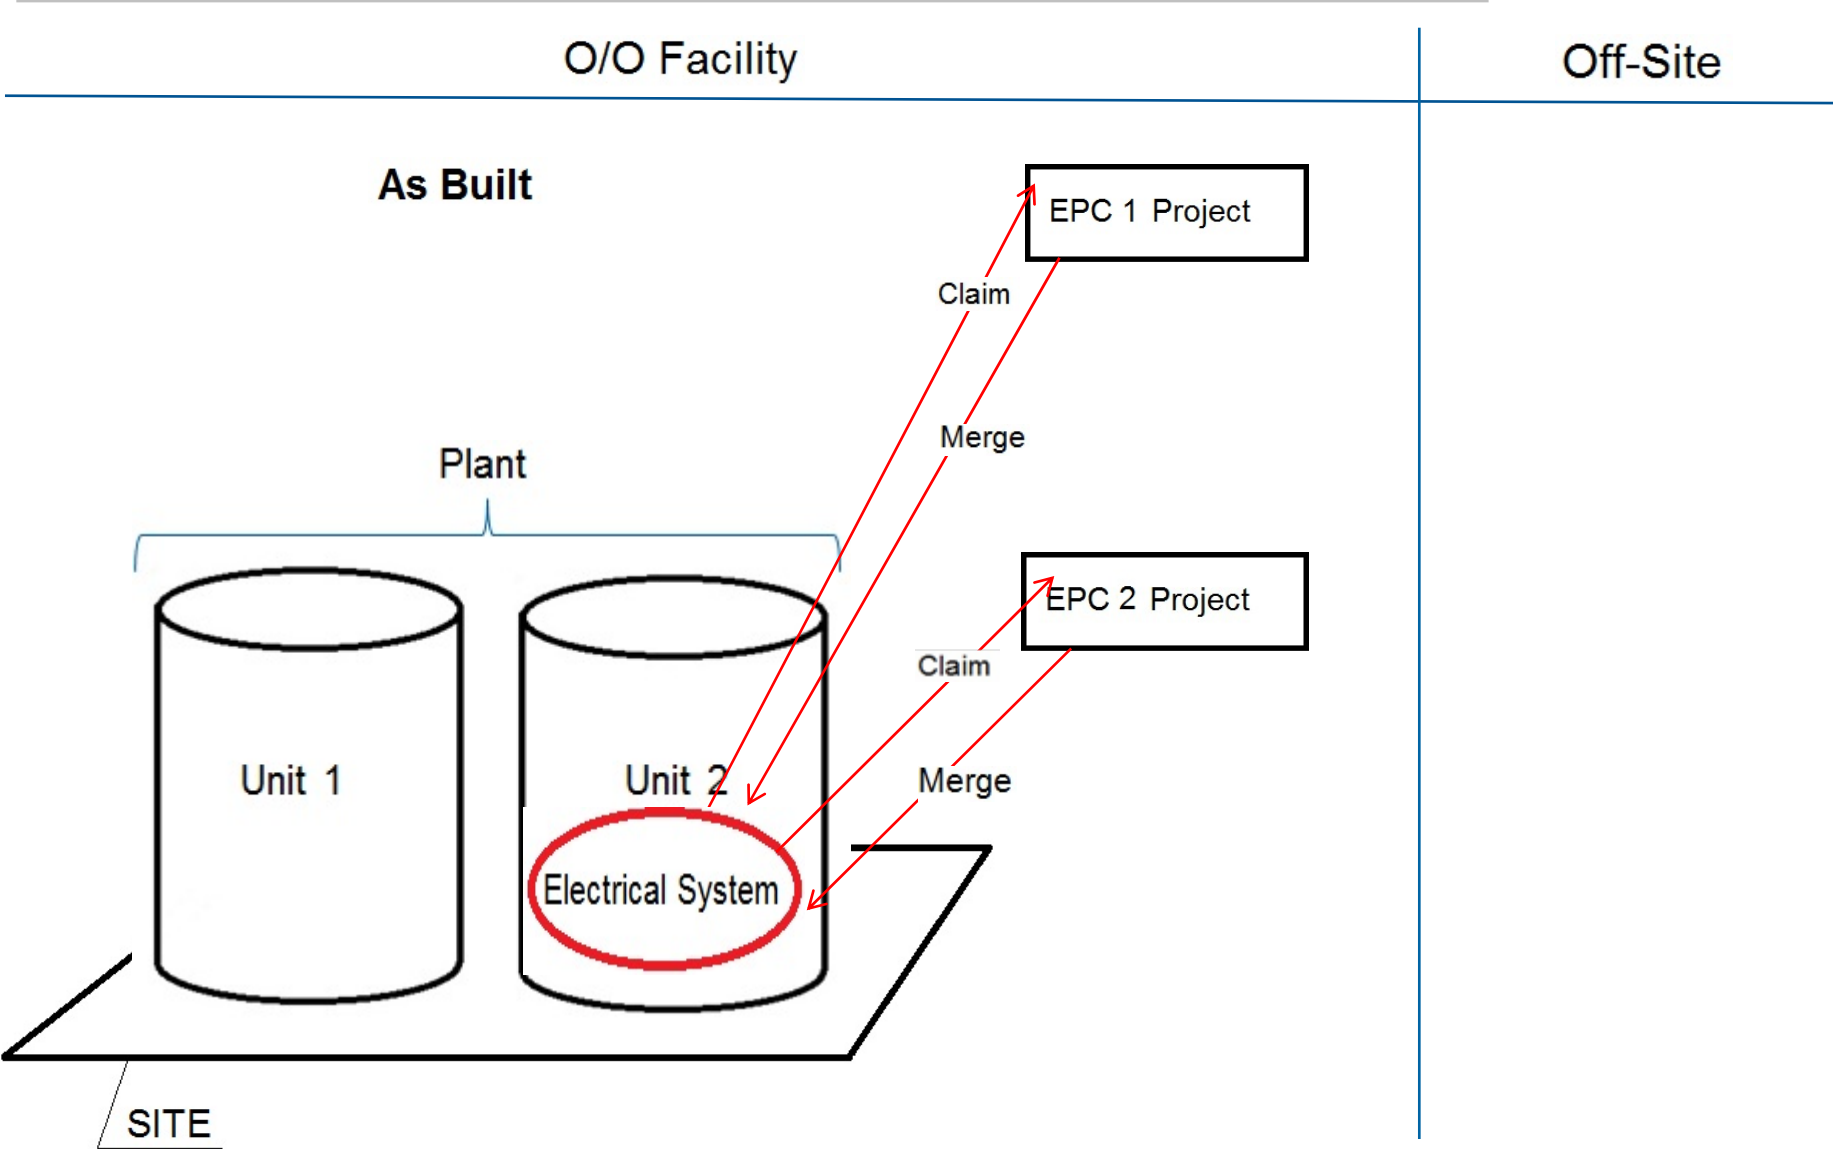 O/O Facility
Off-Site
As Built
EPC 1 Project
Claim
Merge
Plant
EPC 2 Project
Claim
Unit 1
Unit 2
Merge
Electrical System
SITE